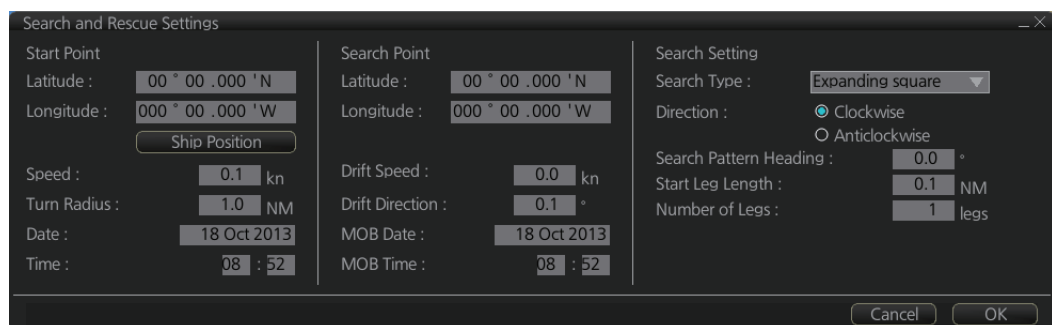 Search and Rescue Settings
Start Point
Latitude : 00 ° 00 .000 ' N
Longitude : 000 ° 00 .000 ' W
Ship Position
Speed : 0.1 kn
Turn Radius : 1.0 NM
Date : 18 Oct 2013
Time : 08 : 52
Search Point
Latitude : 00 ° 00 .000 ' N
Longitude : 000 ° 00 .000 ' W
Drift Speed : 0.0 kn
Drift Direction : 0.1 °
MOB Date : 18 Oct 2013
MOB Time : 08 : 52
Search Setting
Search Type : Expanding square
Direction : Clockwise
Anticlockwise
Search Pattern Heading : 0.0 °
Start Leg Length : 0.1 NM
Number of Legs : 1 legs
Cancel OK